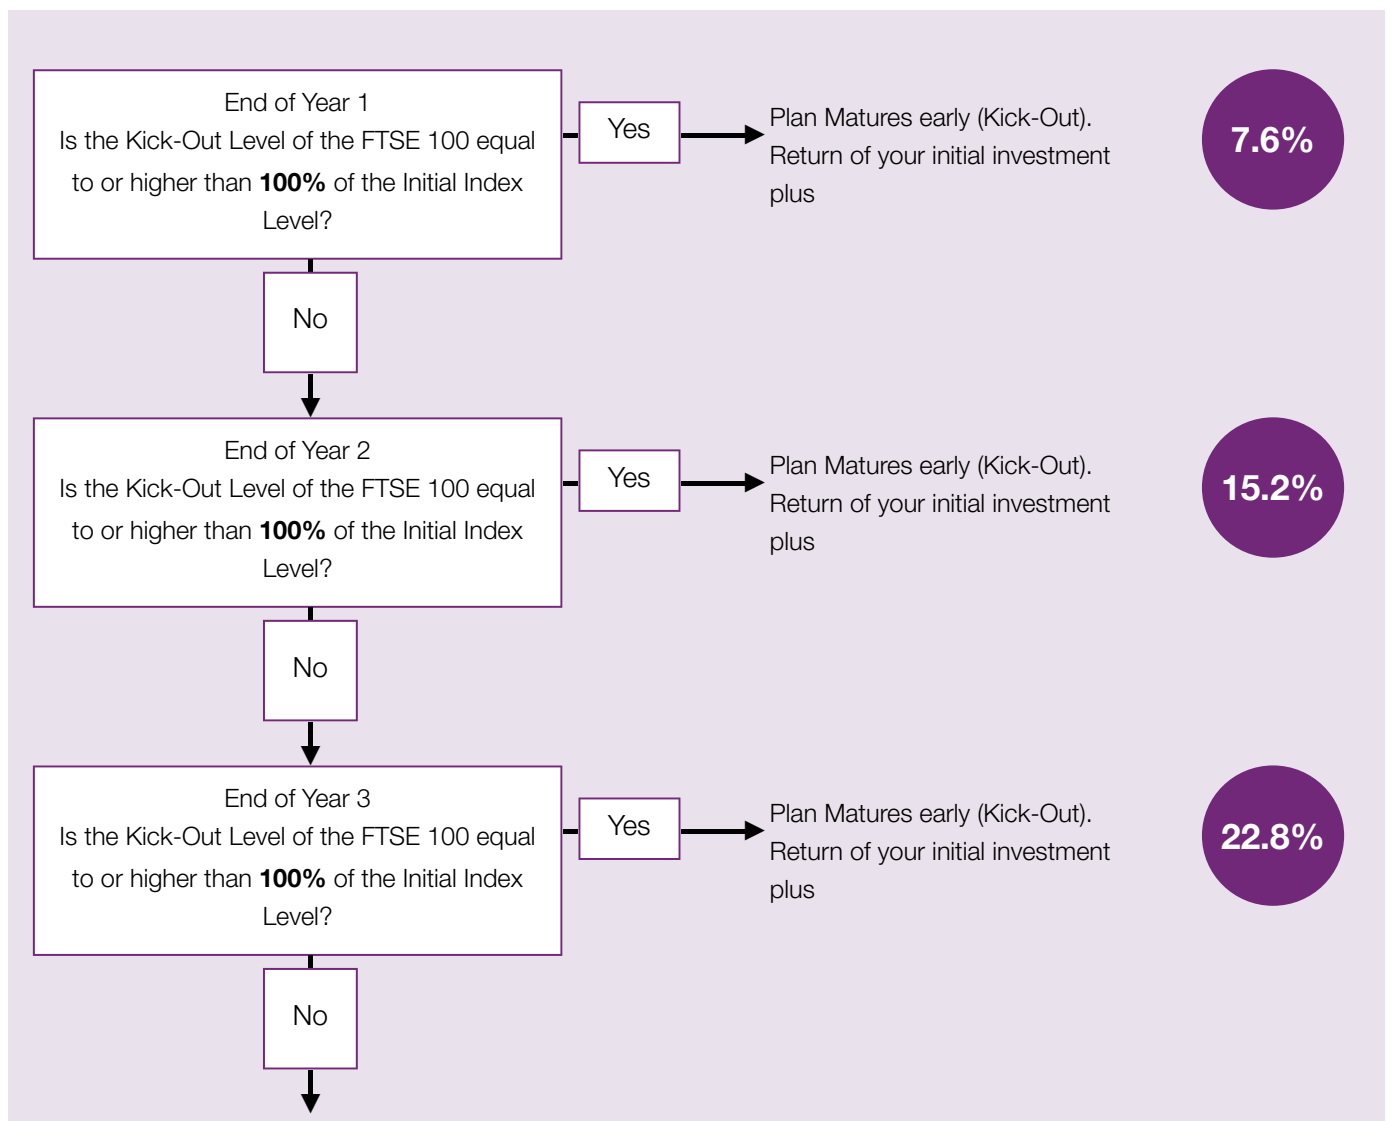 End of Year 1
Is the Kick-Out Level of the FTSE 100 equal
to or higher than 100% of the Initial Index
Level?
Yes
Plan Matures early (Kick-Out).
Return of your initial investment
plus
7.6%
No
End of Year 2
Is the Kick-Out Level of the FTSE 100 equal
to or higher than 100% of the Initial Index
Level?
Yes
Plan Matures early (Kick-Out).
Return of your initial investment
plus
15.2%
No
End of Year 3
Is the Kick-Out Level of the FTSE 100 equal
to or higher than 100% of the Initial Index
Level?
Yes
Plan Matures early (Kick-Out).
Return of your initial investment
plus
22.8%
No